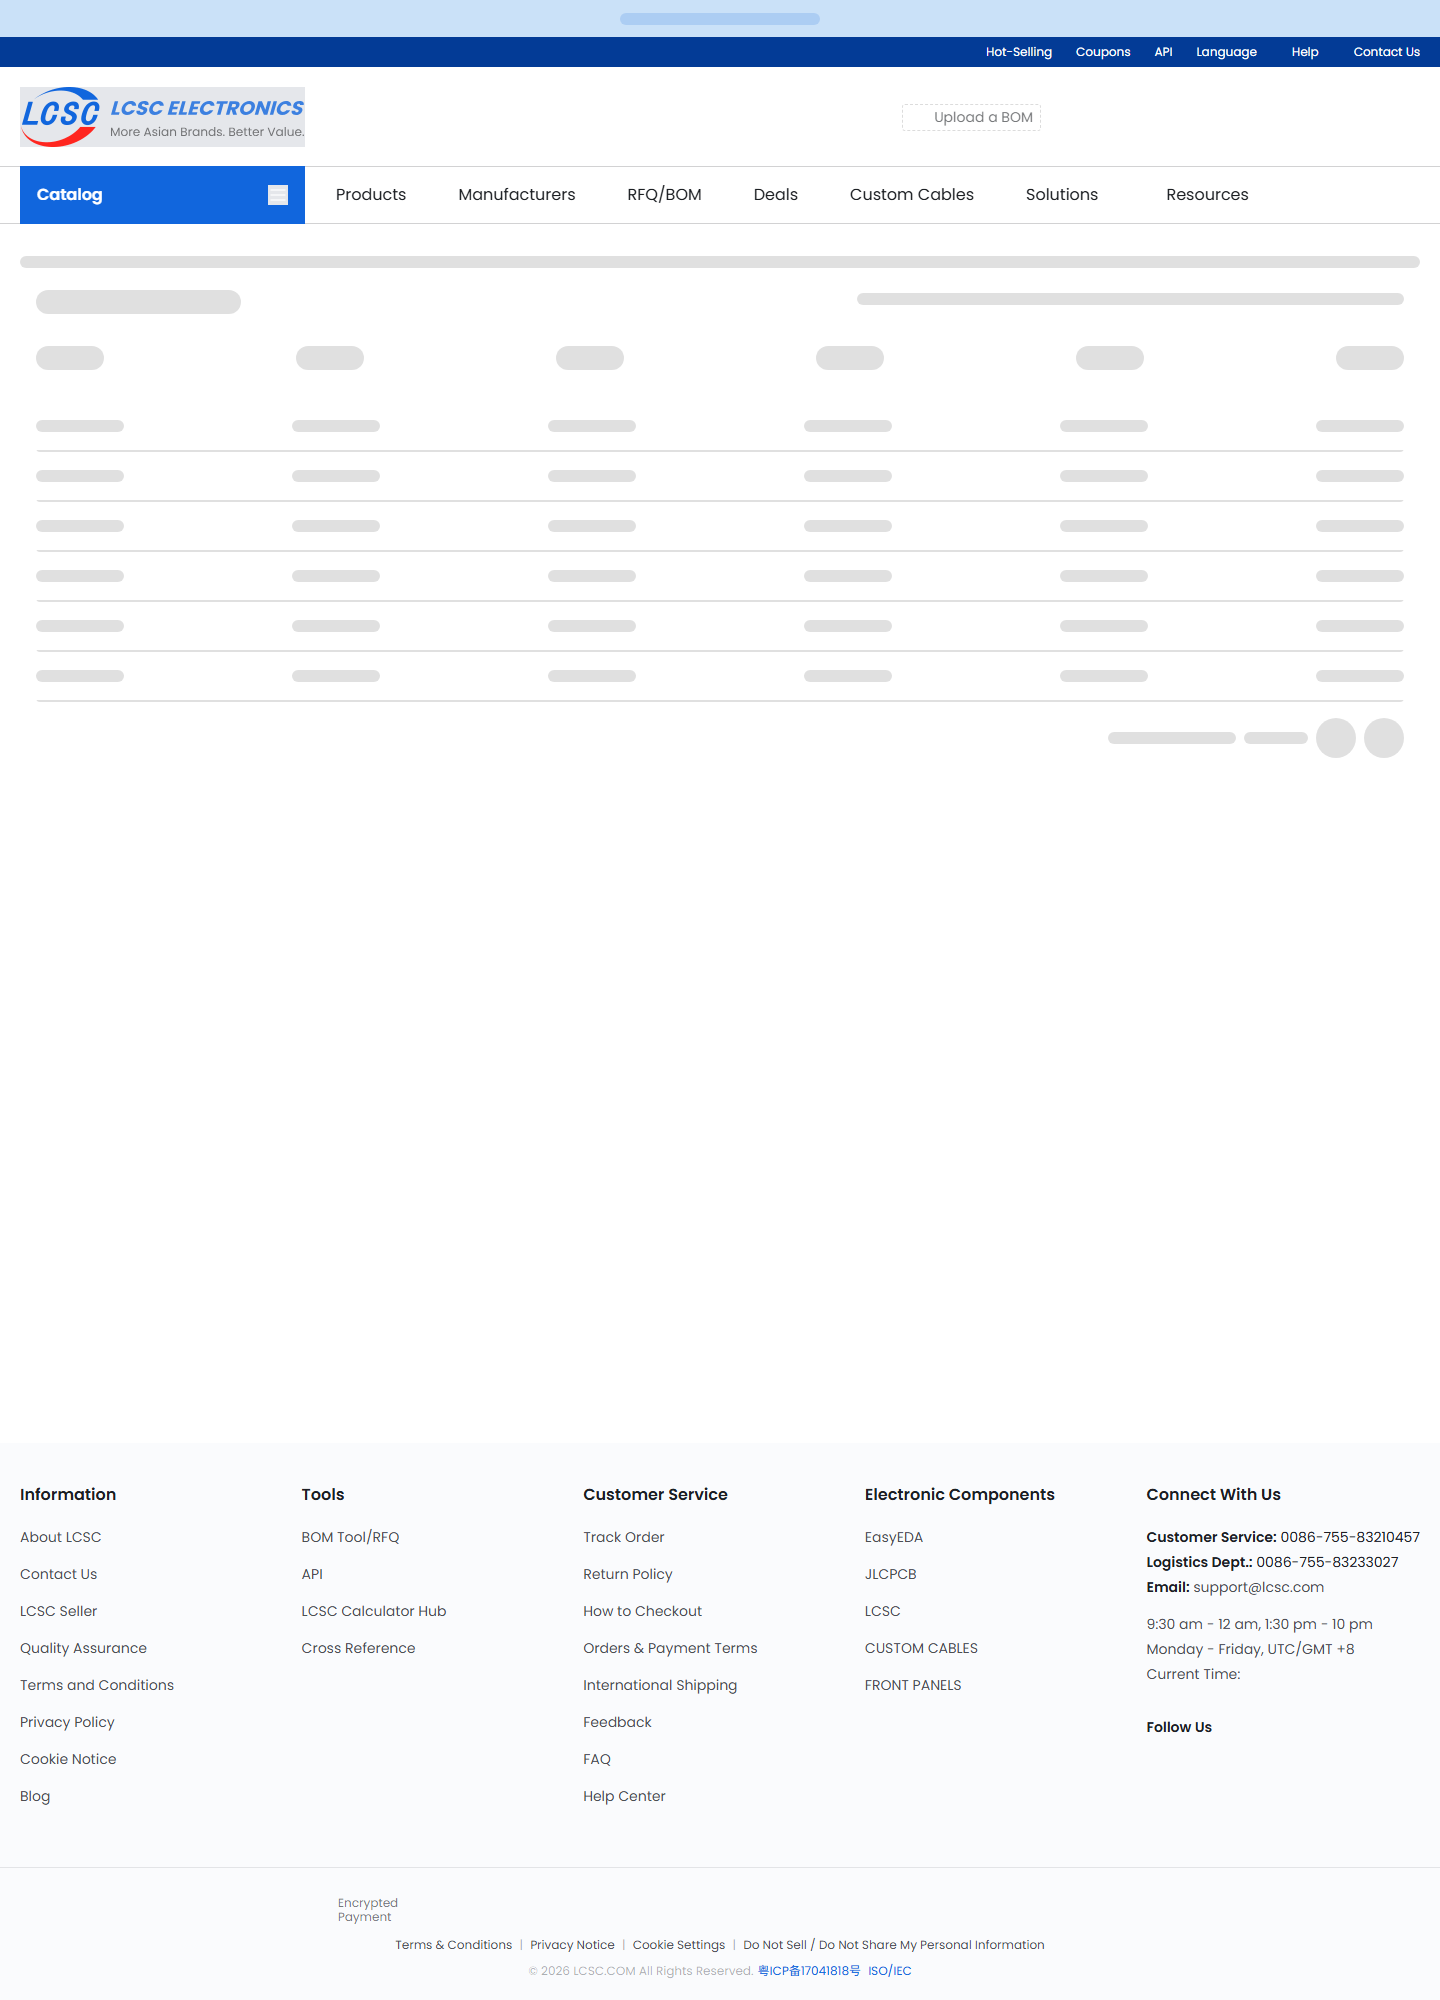 Hot-Selling Coupons API Language Help Contact Us
LCSC LCSC ELECTRONICS
More Asian Brands. Better Value.
Upload a BOM
Catalog Products Manufacturers RFQ/BOM Deals Custom Cables Solutions Resources
Information
About LCSC
Contact Us
LCSC Seller
Quality Assurance
Terms and Conditions
Privacy Policy
Cookie Notice
Blog
Tools
BOM Tool/RFQ
API
LCSC Calculator Hub
Cross Reference
Customer Service
Track Order
Return Policy
How to Checkout
Orders & Payment Terms
International Shipping
Feedback
FAQ
Help Center
Electronic Components
EasyEDA
JLCPCB
LCSC
CUSTOM CABLES
FRONT PANELS
Connect With Us
Customer Service: 0086-755-83210457
Logistics Dept.: 0086-755-83233027
Email: support@lcsc.com
9:30 am - 12 am, 1:30 pm - 10 pm
Monday - Friday, UTC/GMT +8
Current Time:
Follow Us
Encrypted
Payment
Terms & Conditions | Privacy Notice | Cookie Settings | Do Not Sell / Do Not Share My Personal Information
© 2026 LCSC.COM All Rights Reserved. 粤ICP备17041818号 ISO/IEC